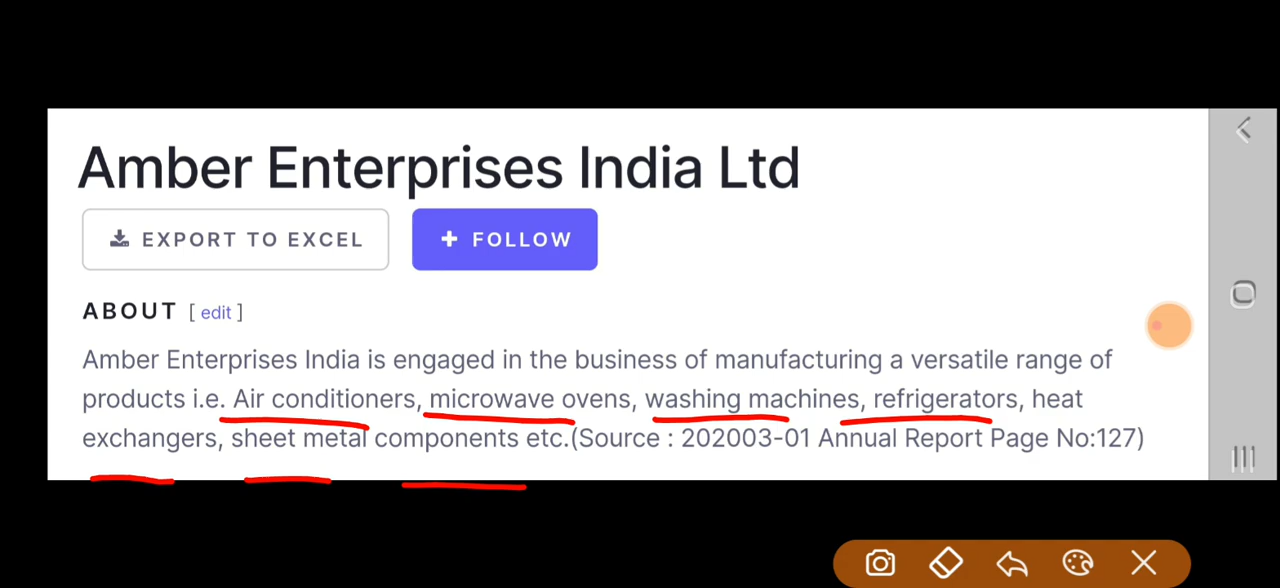 Amber Enterprises India Ltd
EXPORT TO EXCEL
+ FOLLOW
ABOUT [ edit ]
Amber Enterprises India is engaged in the business of manufacturing a versatile range of
products i.e. Air conditioners, microwave ovens, washing machines, refrigerators, heat
exchangers, sheet metal components etc.(Source : 202003-01 Annual Report Page No:127)